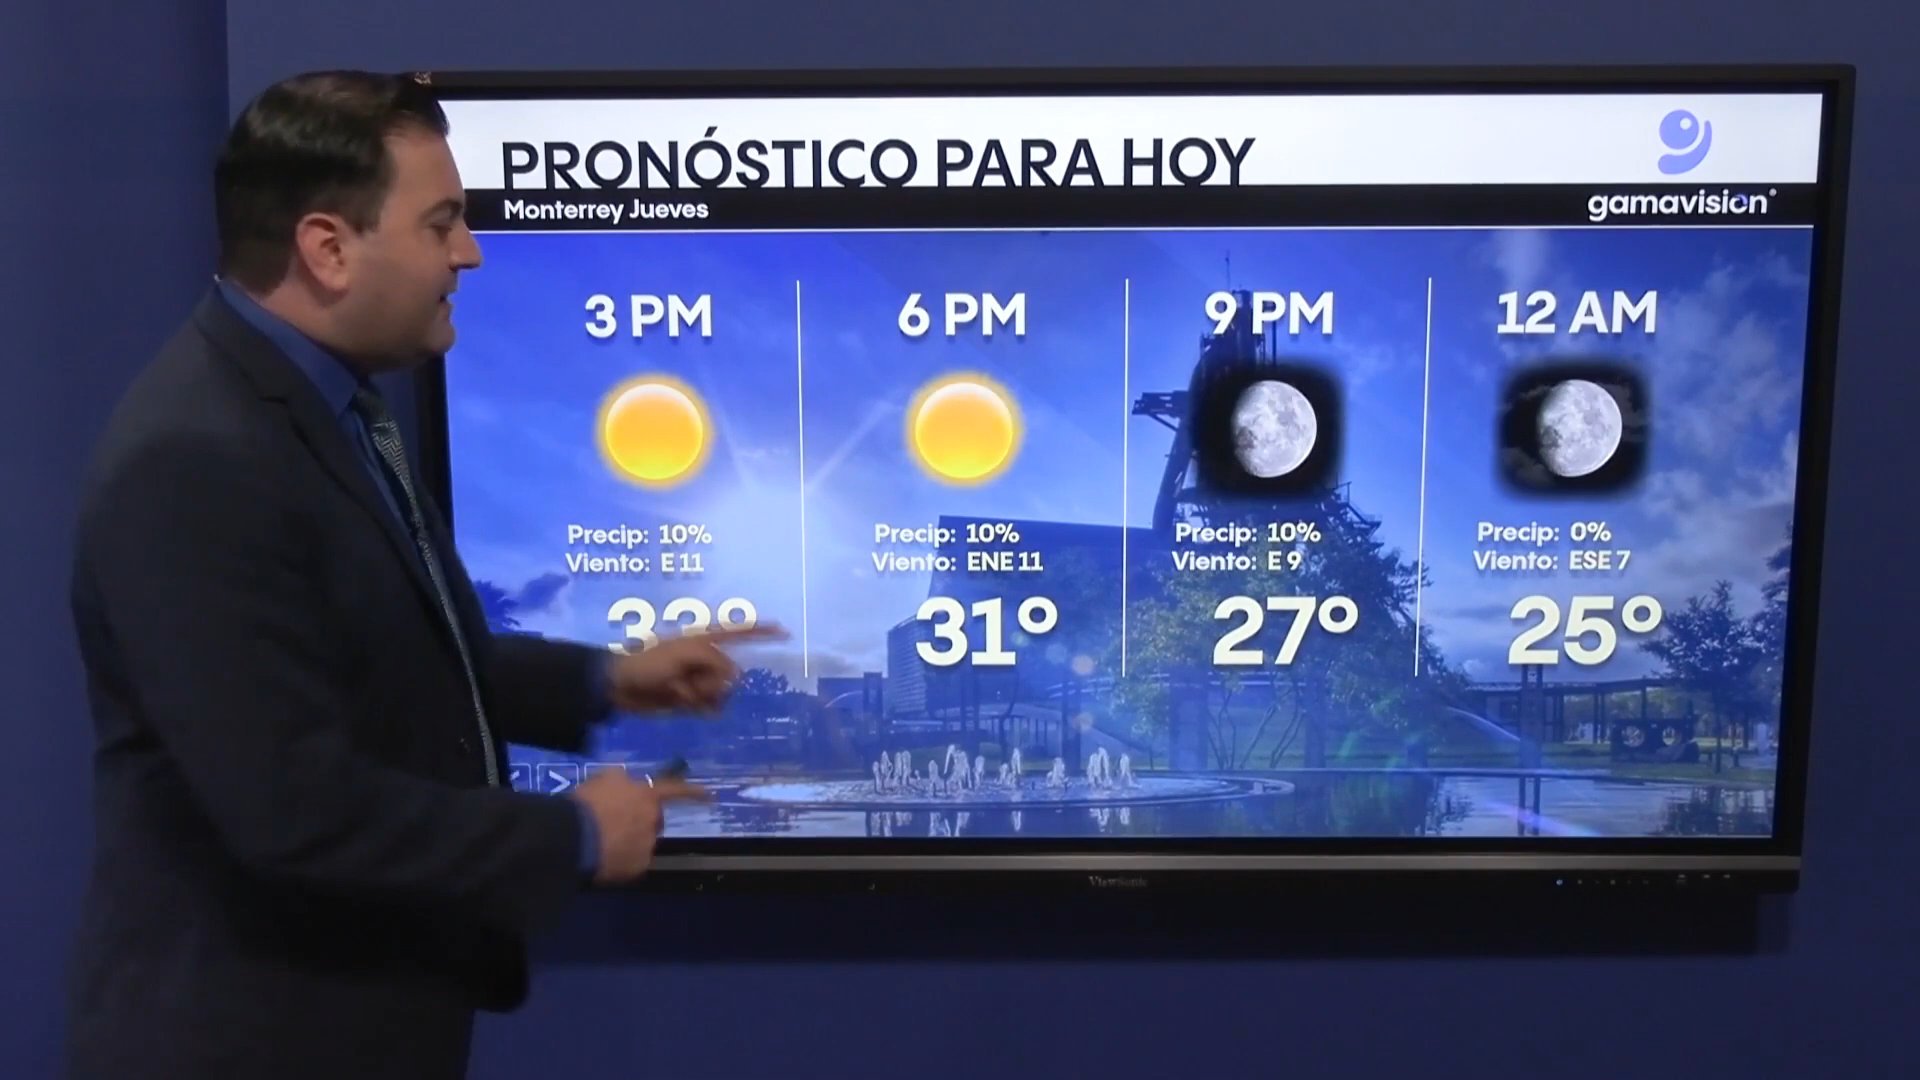 PRONÓSTICO PARA HOY
Monterrey Jueves
gamavision
3 PM
Precip: 10%
Viento: E 11
6 PM
Precip: 10%
Viento: ENE 11
31°
9 PM
Precip: 10%
Viento: E 9
27°
12 AM
Precip: 0%
Viento: ESE 7
25°
ViewSonic